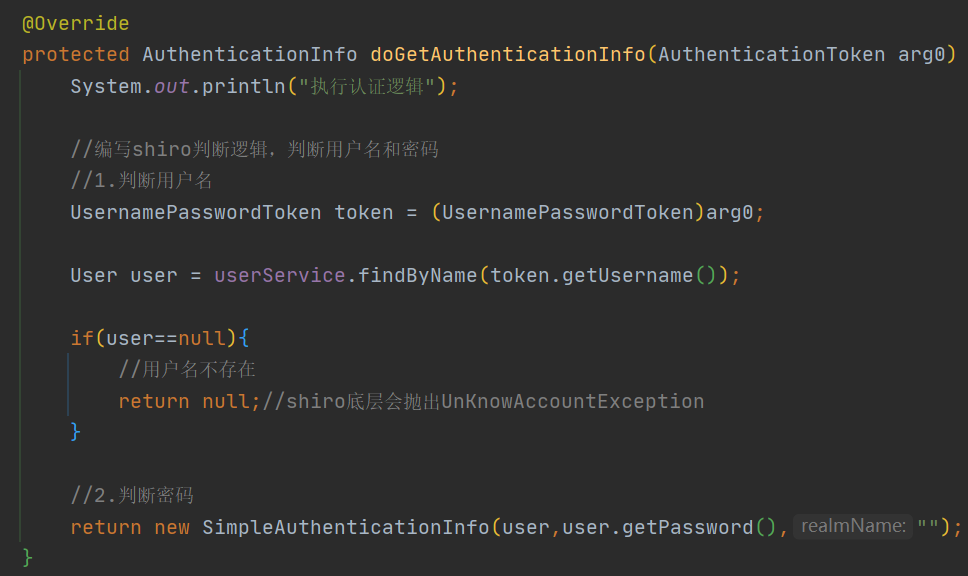 @Override
protected AuthenticationInfo doGetAuthenticationInfo(AuthenticationToken arg0)
System.out.println("执行认证逻辑");
//编写shiro判断逻辑，判断用户名和密码
//1.判断用户名
UsernamePasswordToken token = (UsernamePasswordToken)arg0;
User user = userService.findByName(token.getUsername());
if(user==null){
//用户名不存在
return null;//shiro底层会抛出UnKnowAccountException
}
//2.判断密码
return new SimpleAuthenticationInfo(user,user.getPassword(), realmName: "");
}